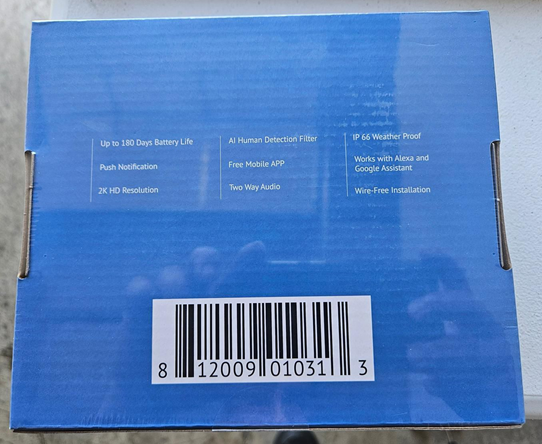 Up to 180 Days Battery Life
Push Notification
2K HD Resolution
AI Human Detection Filter
Free Mobile APP
Two Way Audio
IP 66 Weather Proof
Works with Alexa and
Google Assistant
Wire-Free Installation
8 12009 01031 3